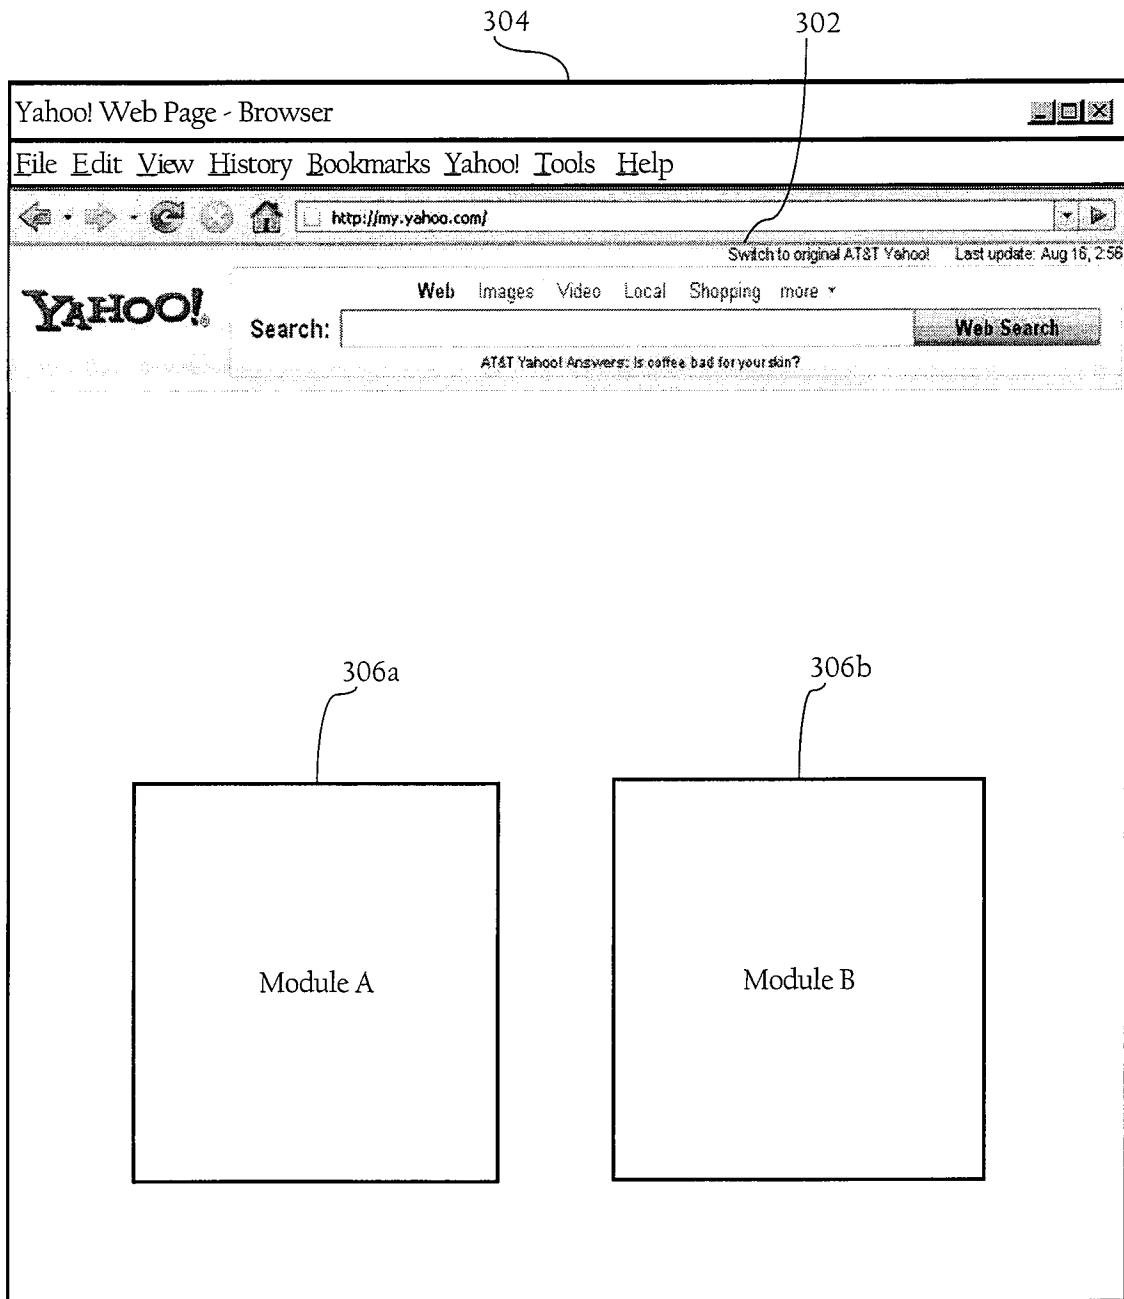 304
302
Yahoo! Web Page - Browser
File Edit View History Bookmarks Yahoo! Tools Help
http://my.yahoo.com/
Switch to original AT&T Yahoo! Last update: Aug 16, 2:56
YAHOO!
Web Images Video Local Shopping more
Search: Web Search
AT&T Yahoo! Answers: Is coffee bad for your skin?
306a
306b
Module A
Module B